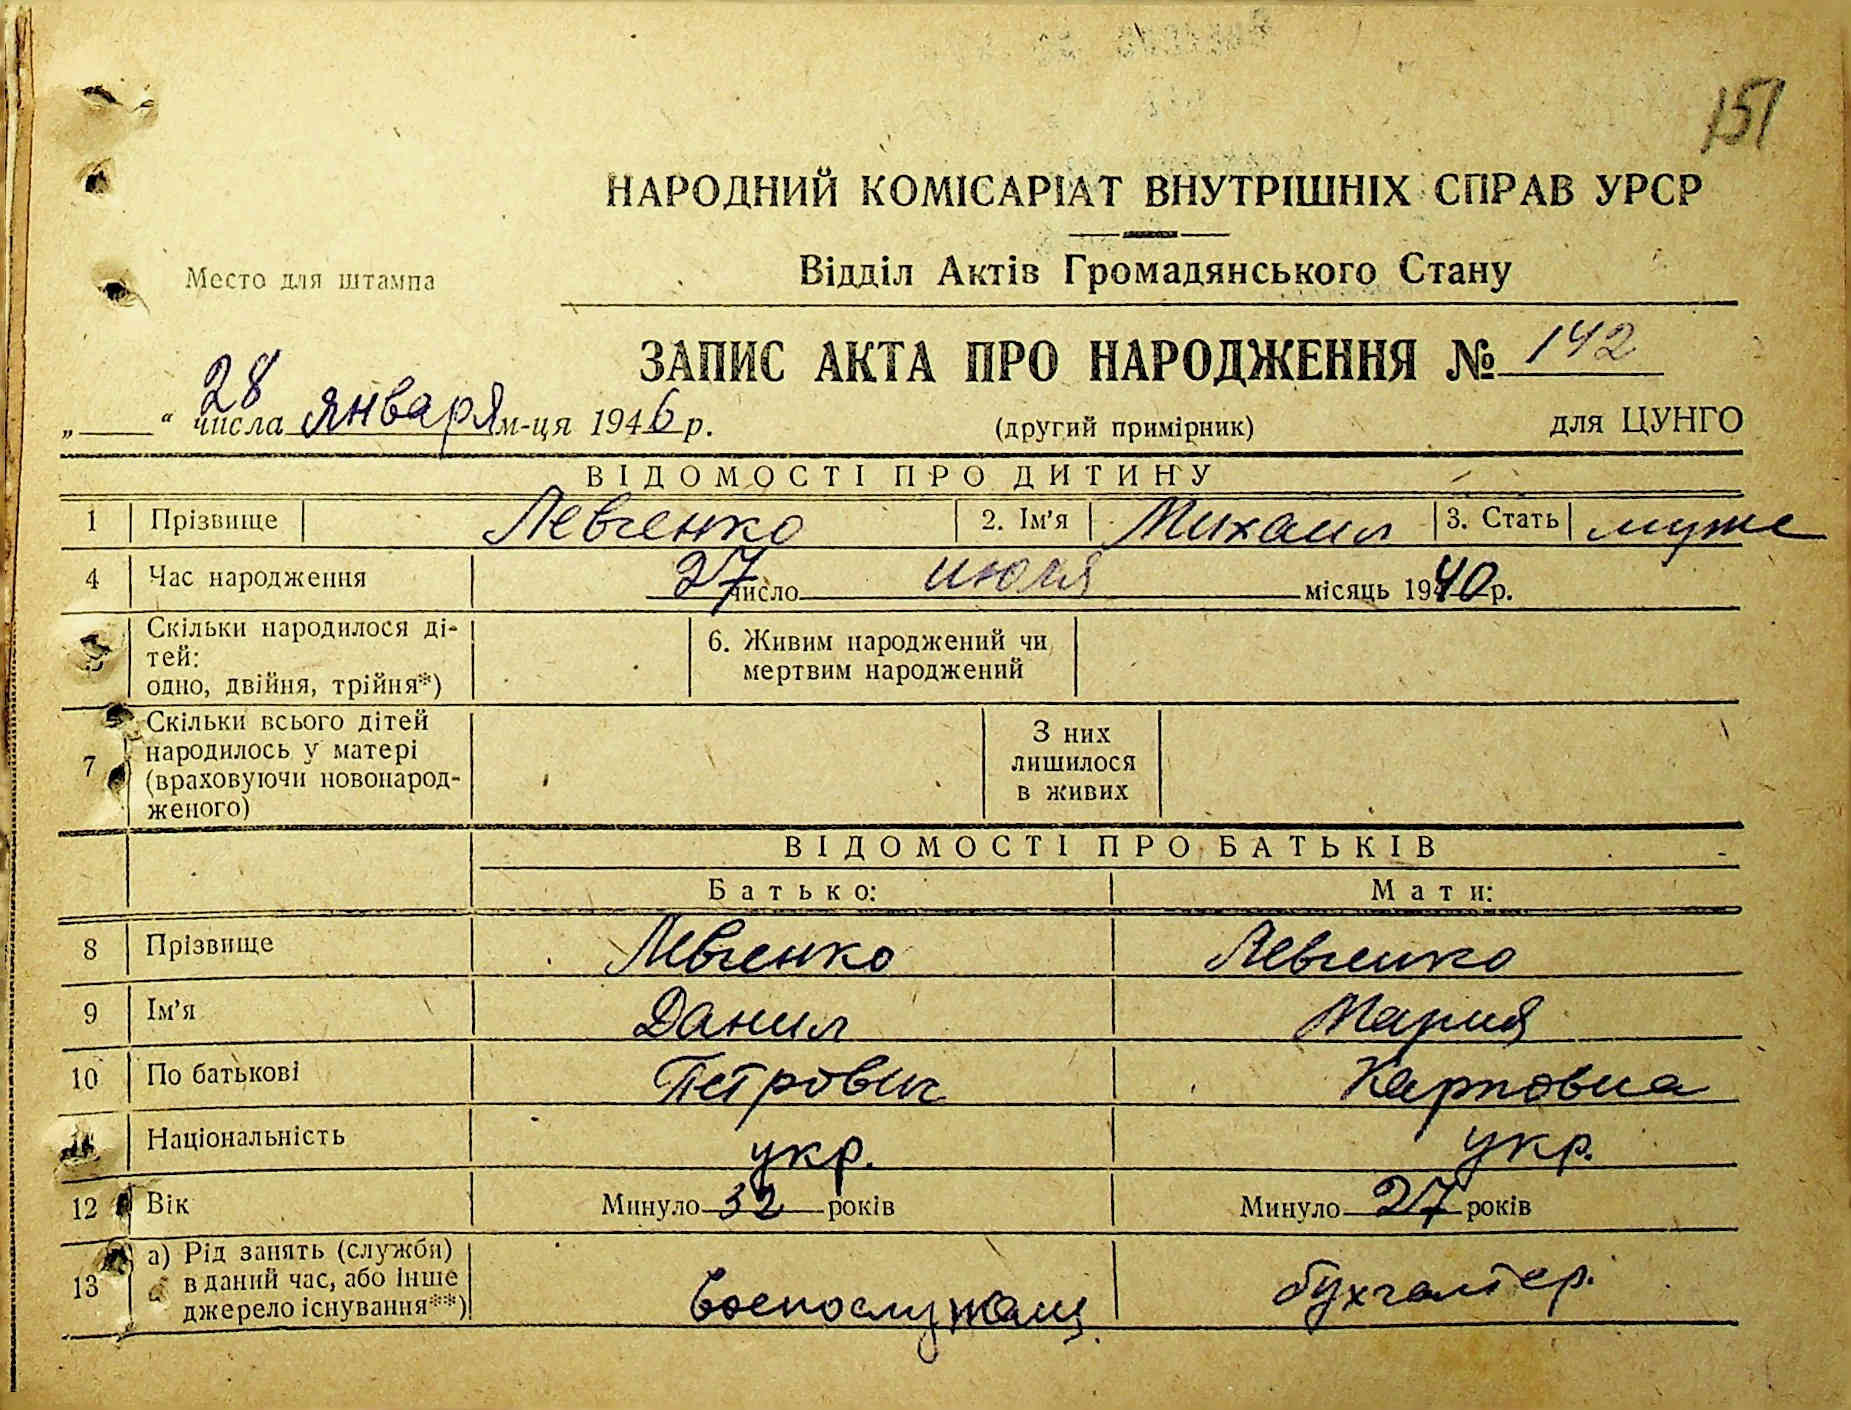 151
НАРОДНИЙ КОМІСАРІАТ ВНУТРІШНІХ СПРАВ УРСР
Відділ Актів Громадянського Стану
Место для штампа
ЗАПИС АКТА ПРО НАРОДЖЕННЯ № 142
„ “ 28 числа января м-ця 1946 р.
(другий примірник)
для ЦУНГО
ВІДОМОСТІ ПРО ДИТИНУ
1 Прізвище Левченко 2. Ім'я Михаил 3. Стать муже
4 Час народження 27 число июля місяць 1940 р.
5 Скільки народилося ді-
тей:
одно, двійня, трійня*)
6. Живим народжений чи
мертвим народжений
7 Скільки всього дітей
народилось у матері
(враховуючи новонарод-
женого)
З них
лишилося
в живих
ВІДОМОСТІ ПРО БАТЬКІВ
Батько: Мати:
8 Прізвище Левченко Левченко
9 Ім'я Данил Мария
10 По батькові Петрович Карповна
11 Національність укр. укр.
12 Вік Минуло 32 років Минуло 27 років
13 а) Рід занять (служби)
в даний час, або інше
джерело існування**)
военослужащ. бухгалтер.